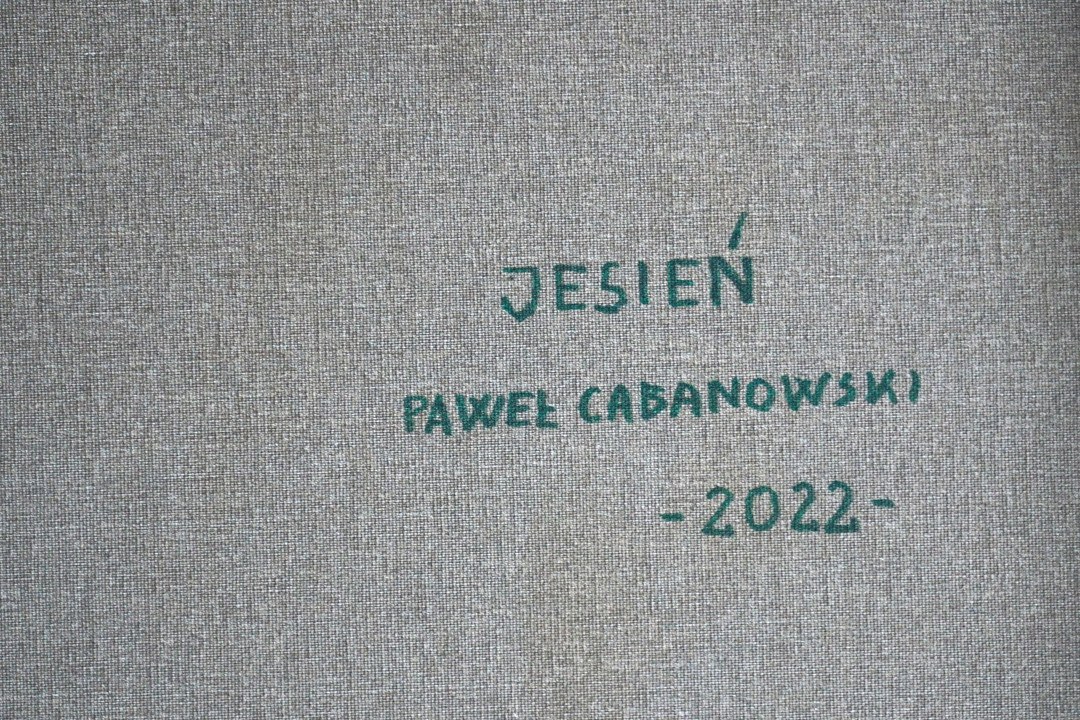 JESIEŃ
PAWEŁ CABANOWSKI
-2022-